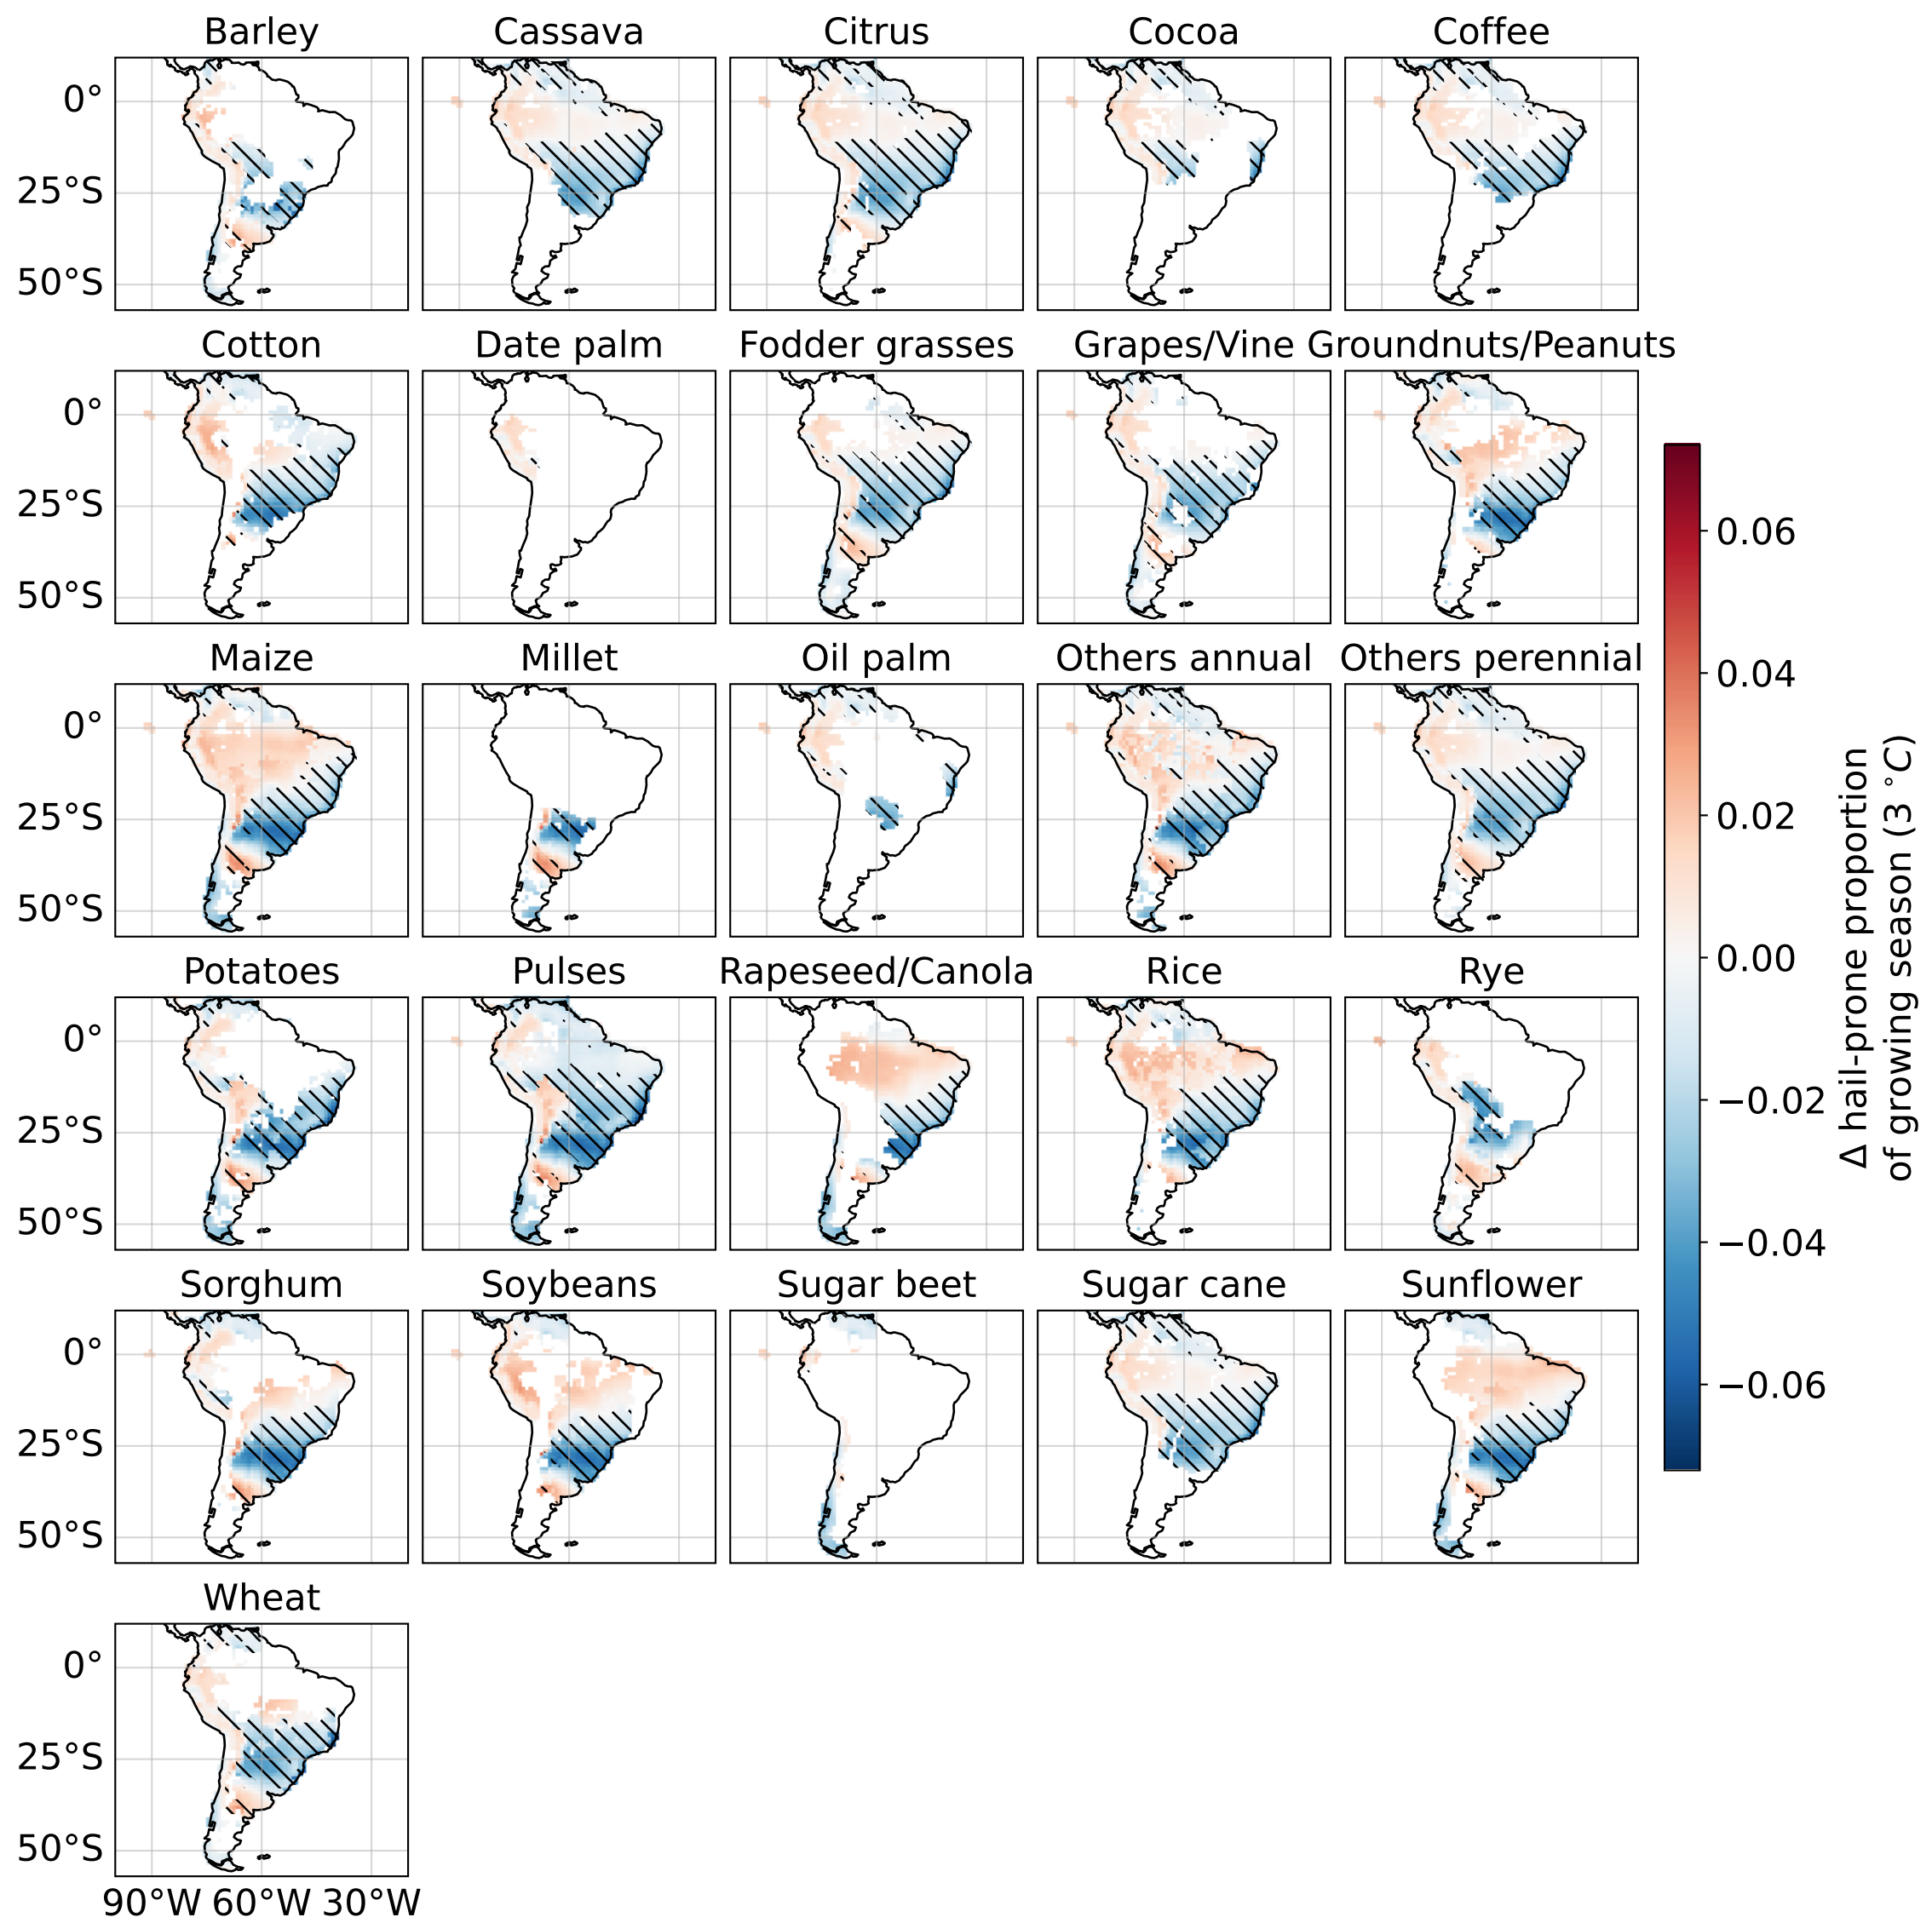 Barley Cassava Citrus Cocoa Coffee
0°
25°S
50°S
Cotton Date palm Fodder grasses Grapes/Vine Groundnuts/Peanuts
0°
25°S
50°S
Maize Millet Oil palm Others annual Others perennial
0°
25°S
50°S
Potatoes Pulses Rapeseed/Canola Rice Rye
0°
25°S
50°S
Sorghum Soybeans Sugar beet Sugar cane Sunflower
0°
25°S
50°S
Wheat
0°
25°S
50°S
90°W 60°W 30°W
0.06
0.04
0.02
0.00
−0.02
−0.04
−0.06
Δ hail-prone proportion
of growing season (3 °C)